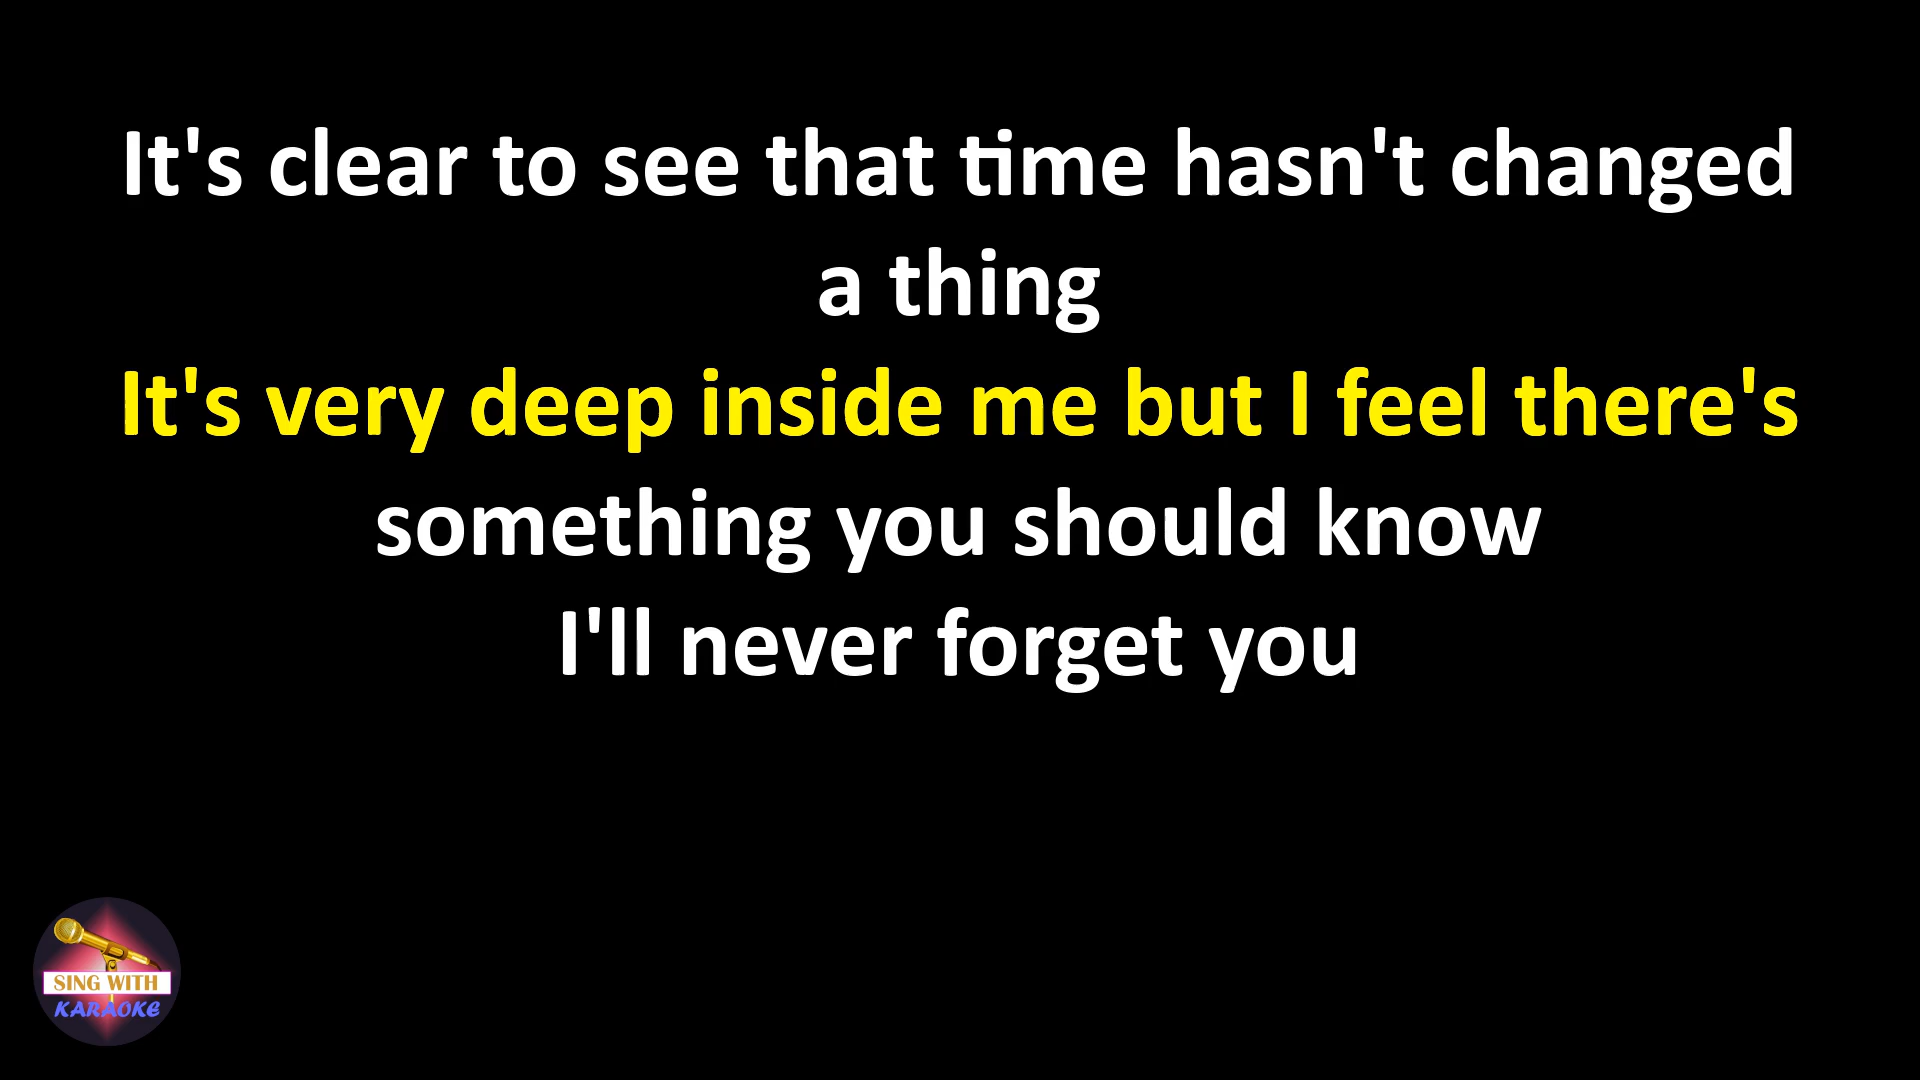 It's clear to see that time hasn't changed
a thing
It's very deep inside me but I feel there's
something you should know
I'll never forget you
SING WITH
KARAOKE